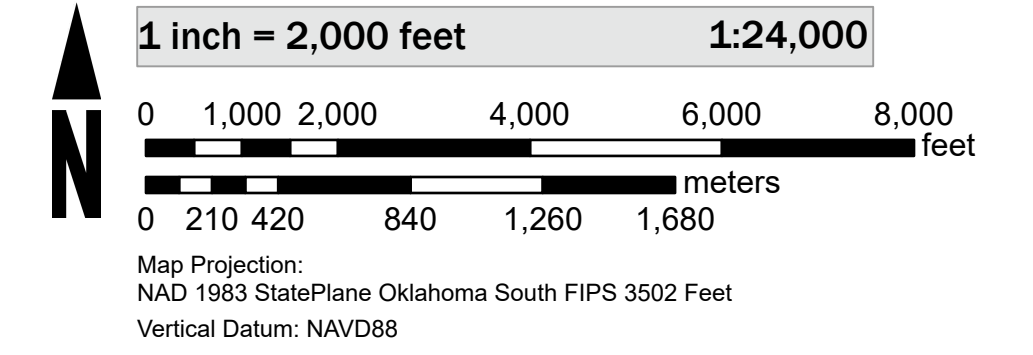 N
1 inch = 2,000 feet 1:24,000
0 1,000 2,000 4,000 6,000 8,000
feet
meters
0 210 420 840 1,260 1,680
Map Projection:
NAD 1983 StatePlane Oklahoma South FIPS 3502 Feet
Vertical Datum: NAVD88